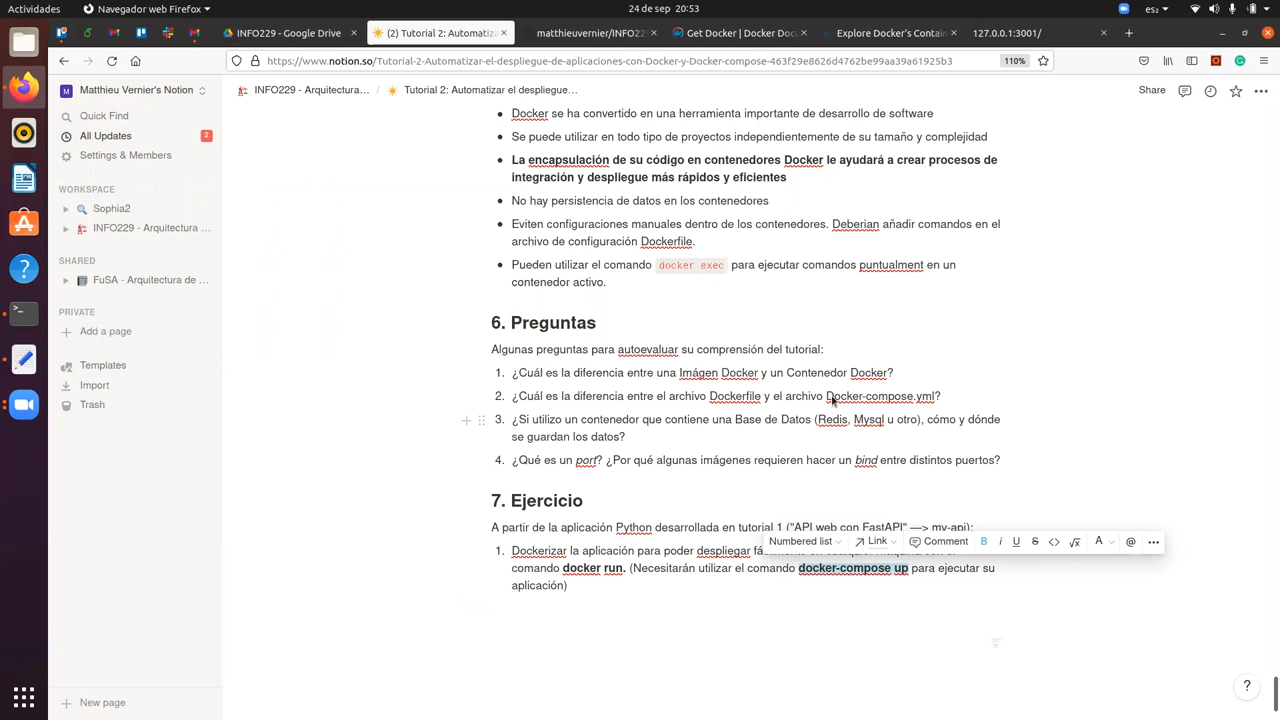 Actividades
Navegador web Firefox
24 de sep 20:53
es₂
INFO229 - Google Drive
(2) Tutorial 2: Automatiza
matthieuvernier/INFO22
Get Docker | Docker Doc
Explore Docker's Contain
127.0.0.1:3001/
https://www.notion.so/Tutorial-2-Automatizar-el-despliegue-de-aplicaciones-con-Docker-y-Docker-compose-463f29e8626d4762be99aa39a61925b3
110%
M Matthieu Vernier's Notion
INFO229 - Arquitectura… / Tutorial 2: Automatizar el despliegue…
Share
Quick Find
All Updates 2
Settings & Members
WORKSPACE
Sophia2
INFO229 - Arquitectura …
SHARED
FuSA - Arquitectura de …
PRIVATE
Add a page
Templates
Import
Trash
New page
• Docker se ha convertido en una herramienta importante de desarrollo de software
• Se puede utilizar en todo tipo de proyectos independientemente de su tamaño y complejidad
• La encapsulación de su código en contenedores Docker le ayudará a crear procesos de
integración y despliegue más rápidos y eficientes
• No hay persistencia de datos en los contenedores
• Eviten configuraciones manuales dentro de los contenedores. Deberian añadir comandos en el
archivo de configuración Dockerfile.
• Pueden utilizar el comando docker exec para ejecutar comandos puntualment en un
contenedor activo.
6. Preguntas
Algunas preguntas para autoevaluar su comprensión del tutorial:
1. ¿Cuál es la diferencia entre una Imágen Docker y un Contenedor Docker?
2. ¿Cuál es la diferencia entre el archivo Dockerfile y el archivo Docker-compose.yml?
3. ¿Si utilizo un contenedor que contiene una Base de Datos (Redis, Mysql u otro), cómo y dónde
se guardan los datos?
4. ¿Qué es un port? ¿Por qué algunas imágenes requieren hacer un bind entre distintos puertos?
7. Ejercicio
A partir de la aplicación Python desarrollada en tutorial 1 ("API web con FastAPI" —> my-api):
Numbered list
Link
Comment
B i U S <> √x A @ •••
1. Dockerizar la aplicación para poder desplegar
comando docker run. (Necesitarán utilizar el comando docker-compose up para ejecutar su
aplicación)
?